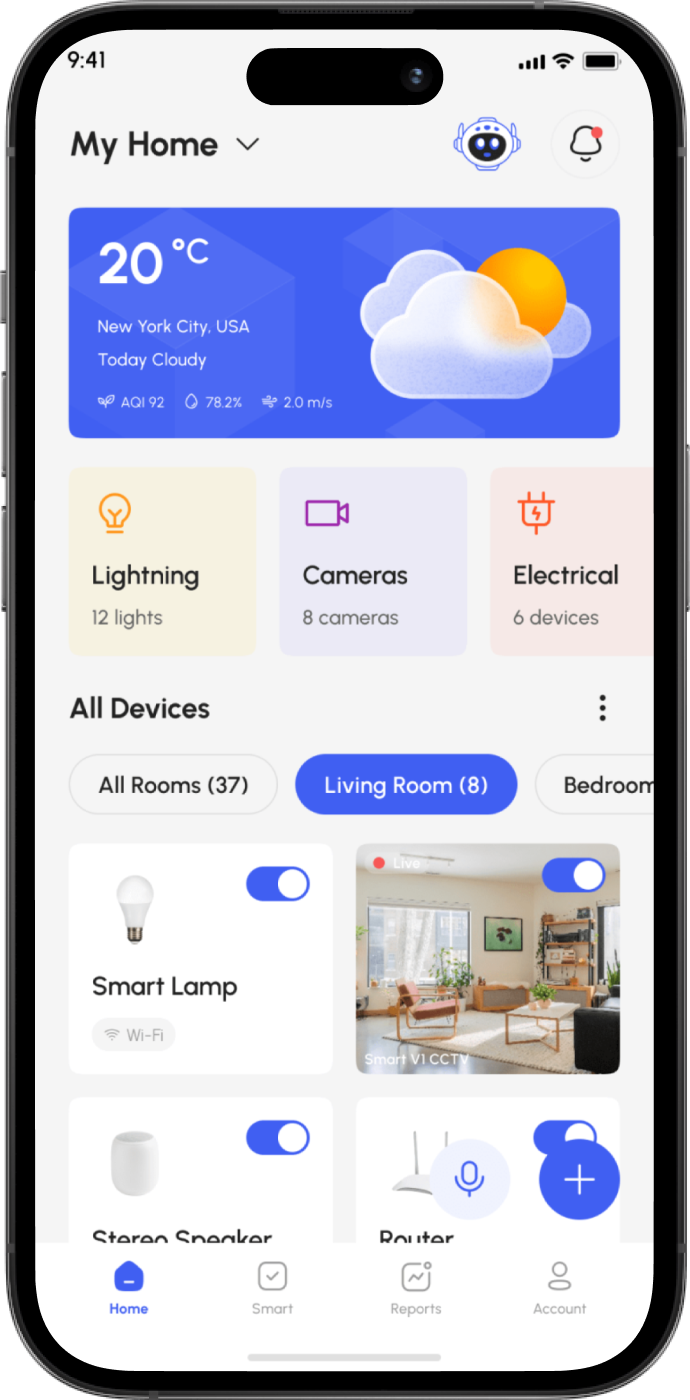 9:41
My Home
20 °C
New York City, USA
Today Cloudy
AQI 92 78.2% 2.0 m/s
Lightning Cameras Electrical
12 lights 8 cameras 6 devices
All Devices
All Rooms (37) Living Room (8) Bedroom
Live
Smart Lamp
Wi-Fi
Smart V1 CCTV
Stereo Speaker Router
Home Smart Reports Account